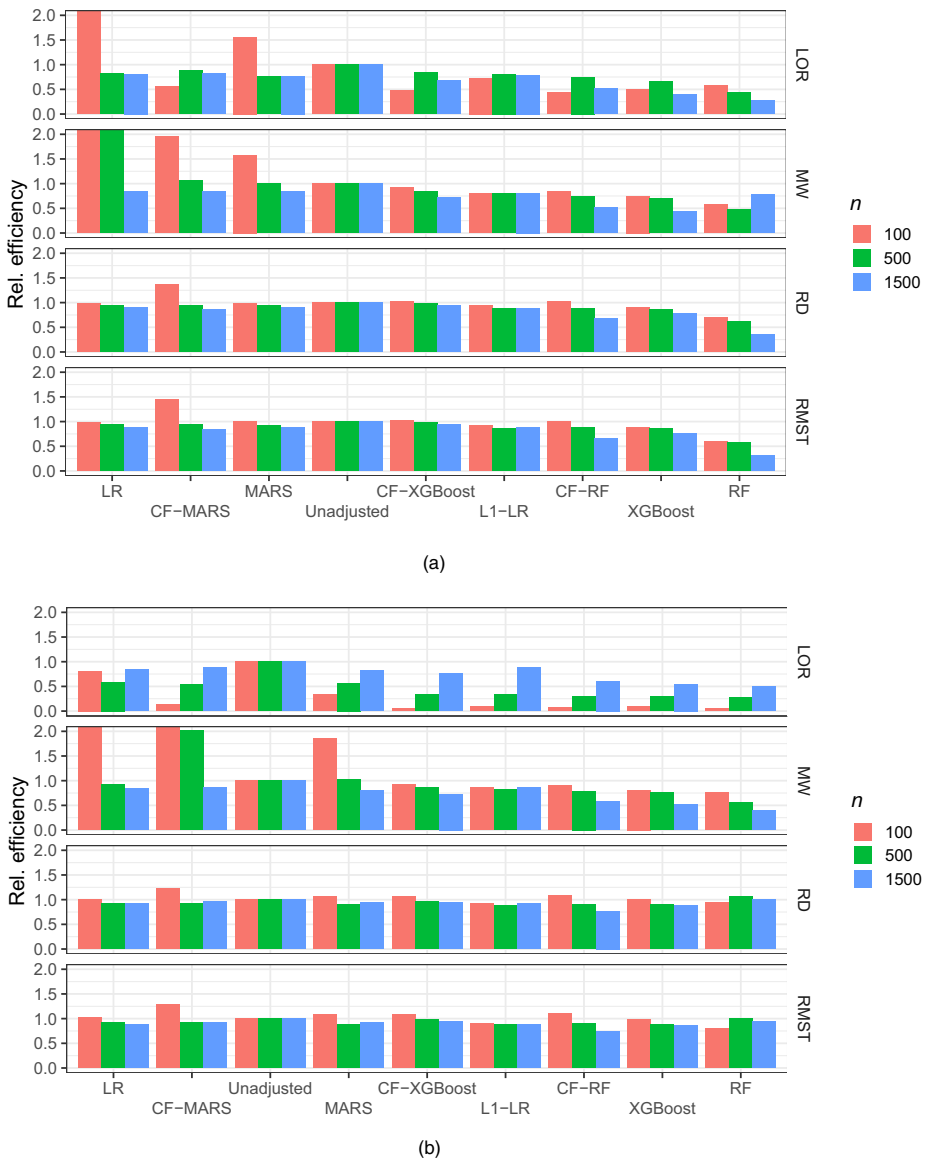 2.0
1.5
1.0
0.5
0.0
LOR
2.0
1.5
1.0
0.5
0.0
MW
2.0
1.5
1.0
0.5
0.0
RD
2.0
1.5
1.0
0.5
0.0
RMST
Rel. efficiency
LR MARS CF−XGBoost CF−RF RF
CF−MARS Unadjusted L1−LR XGBoost
n
100
500
1500
(a)
2.0
1.5
1.0
0.5
0.0
LOR
2.0
1.5
1.0
0.5
0.0
MW
2.0
1.5
1.0
0.5
0.0
RD
2.0
1.5
1.0
0.5
0.0
RMST
Rel. efficiency
LR Unadjusted CF−XGBoost CF−RF RF
CF−MARS MARS L1−LR XGBoost
n
100
500
1500
(b)